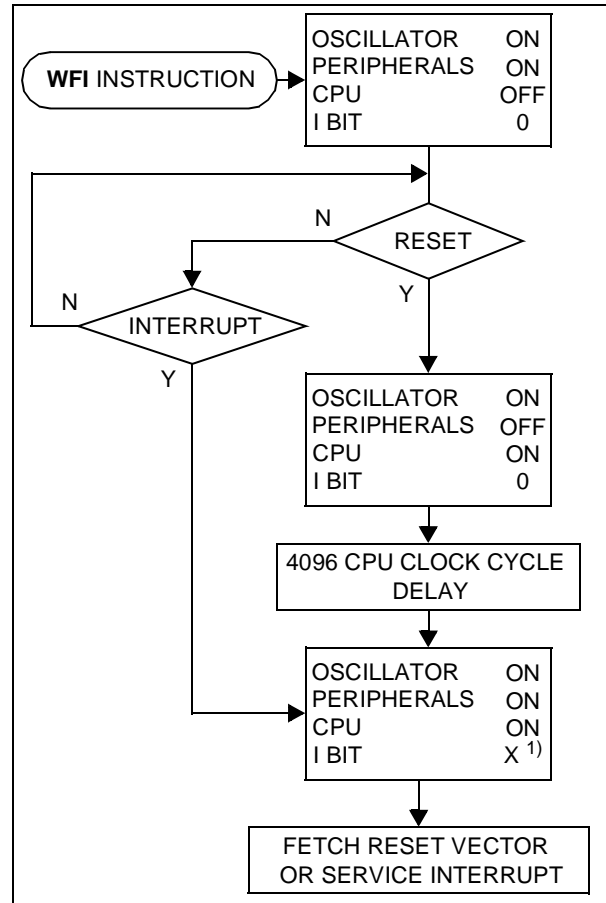 WFI INSTRUCTION
OSCILLATOR ON
PERIPHERALS ON
CPU OFF
I BIT 0
RESET
N
Y
INTERRUPT
N
Y
OSCILLATOR ON
PERIPHERALS OFF
CPU ON
I BIT 0
4096 CPU CLOCK CYCLE
DELAY
OSCILLATOR ON
PERIPHERALS ON
CPU ON
I BIT X 1)
FETCH RESET VECTOR
OR SERVICE INTERRUPT